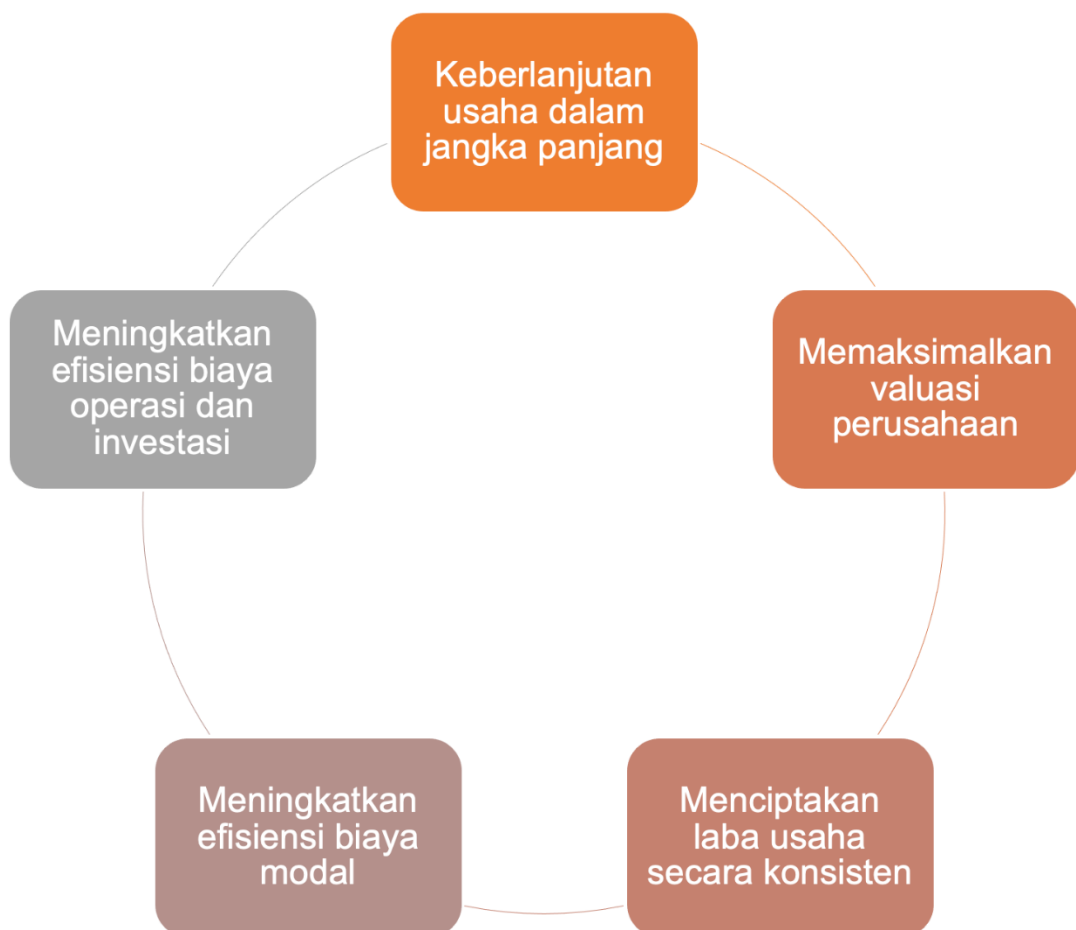 Keberlanjutan
usaha dalam
jangka panjang
Memaksimalkan
valuasi
perusahaan
Menciptakan
laba usaha
secara konsisten
Meningkatkan
efisiensi biaya
modal
Meningkatkan
efisiensi biaya
operasi dan
investasi